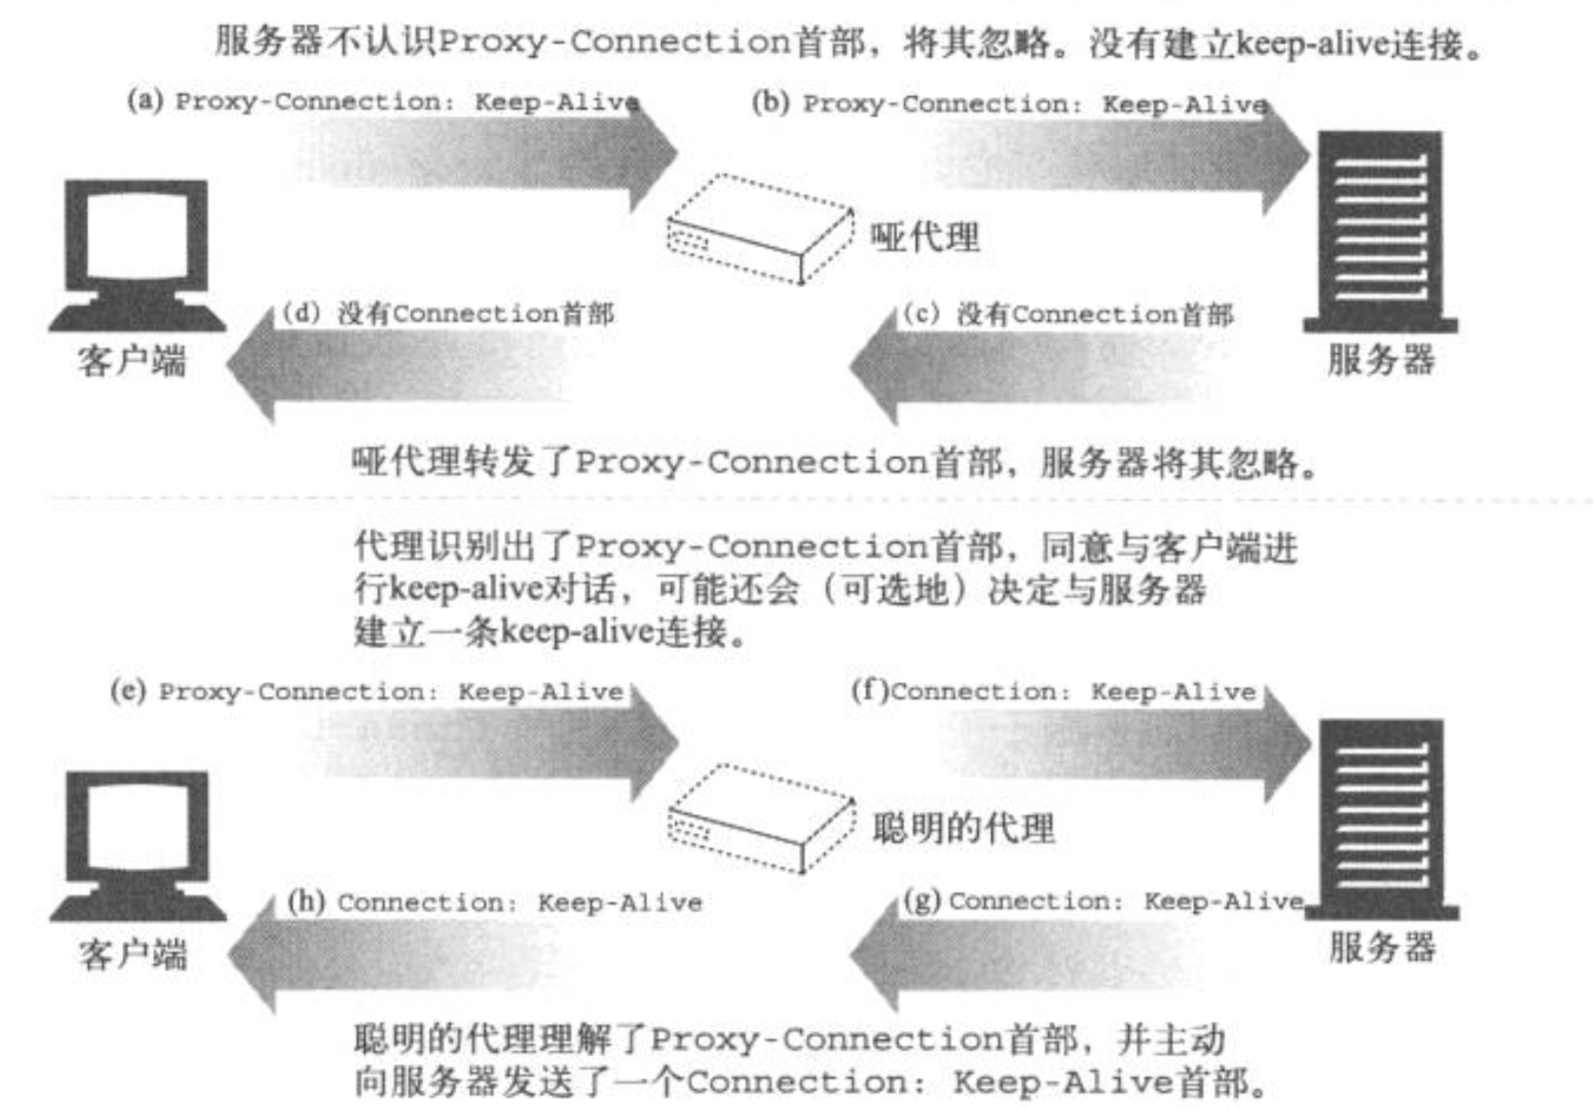 服务器不认识Proxy-Connection首部，将其忽略。没有建立keep-alive连接。
(a) Proxy-Connection: Keep-Alive
(b) Proxy-Connection: Keep-Alive
哑代理
(d) 没有Connection首部
(c) 没有Connection首部
客户端
服务器
哑代理转发了Proxy-Connection首部，服务器将其忽略。
代理识别出了Proxy-Connection首部，同意与客户端进
行keep-alive对话，可能还会（可选地）决定与服务器
建立一条keep-alive连接。
(e) Proxy-Connection: Keep-Alive
(f)Connection: Keep-Alive
聪明的代理
(h) Connection: Keep-Alive
(g) Connection: Keep-Alive
客户端
服务器
聪明的代理理解了Proxy-Connection首部，并主动
向服务器发送了一个Connection: Keep-Alive首部。